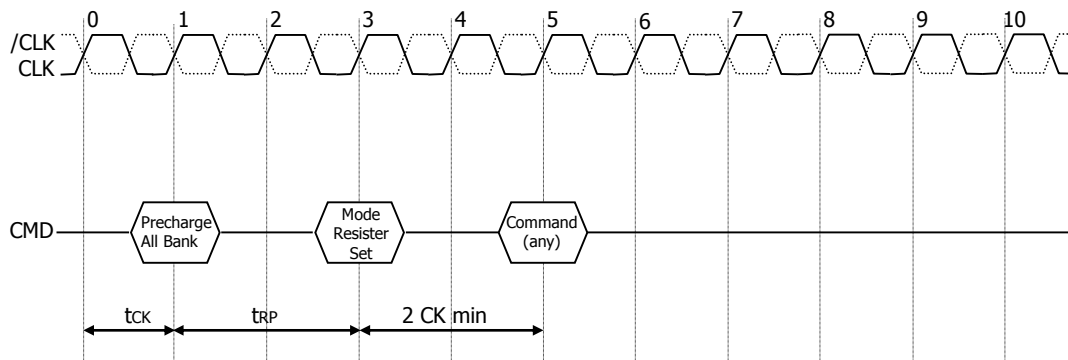 0 1 2 3 4 5 6 7 8 9 10
/CLK
CLK
CMD
Precharge
All Bank
Mode
Resister
Set
Command
(any)
tCK
tRP
2 CK min